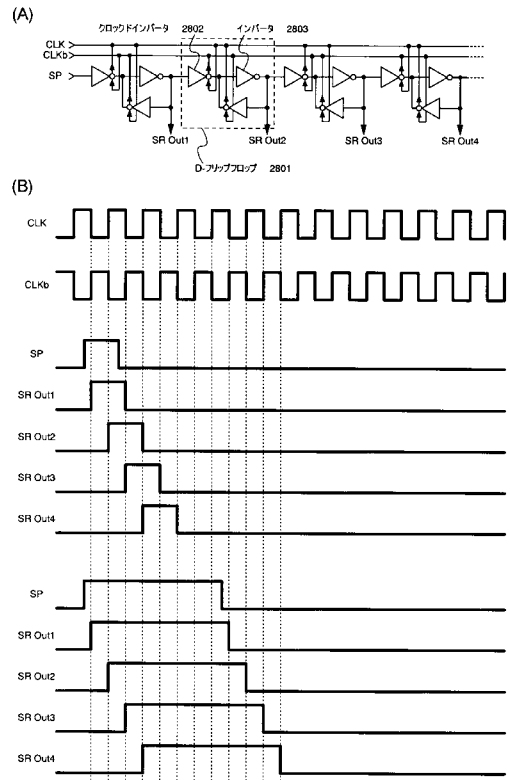 (A)
クロックドインバータ 2802 インバータ 2803
CLK
CLKb
SP
SR Out1 SR Out2 SR Out3 SR Out4
D-フリップフロップ 2801
(B)
CLK
CLKb
SP
SR Out1
SR Out2
SR Out3
SR Out4
SP
SR Out1
SR Out2
SR Out3
SR Out4